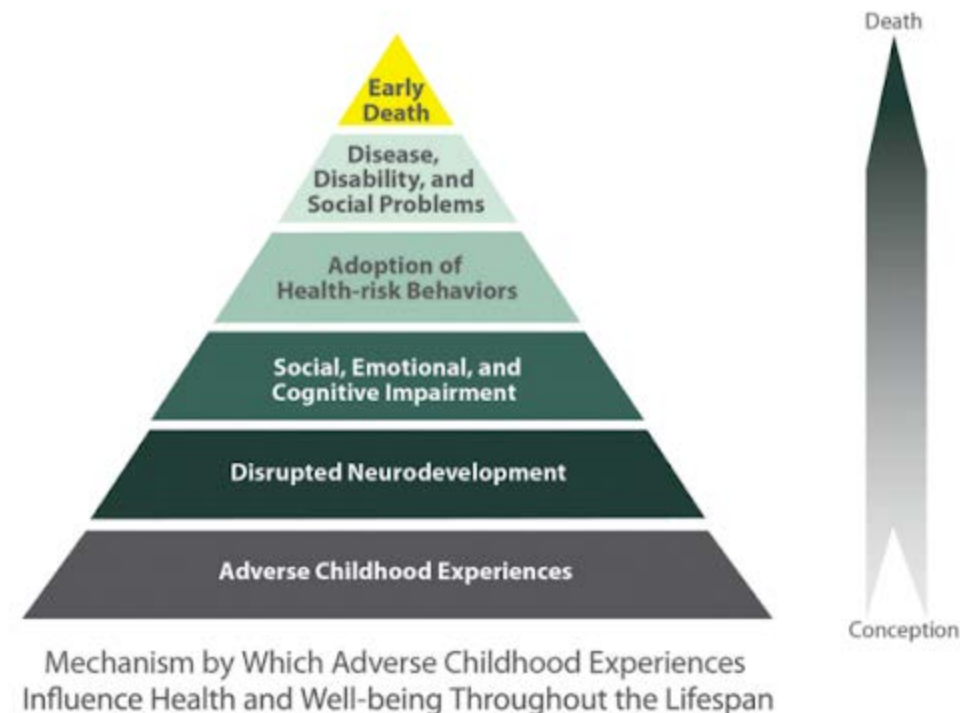 Early
Death
Disease,
Disability, and
Social Problems
Adoption of
Health-risk Behaviors
Social, Emotional, and
Cognitive Impairment
Disrupted Neurodevelopment
Adverse Childhood Experiences
Mechanism by Which Adverse Childhood Experiences
Influence Health and Well-being Throughout the Lifespan
Death
Conception